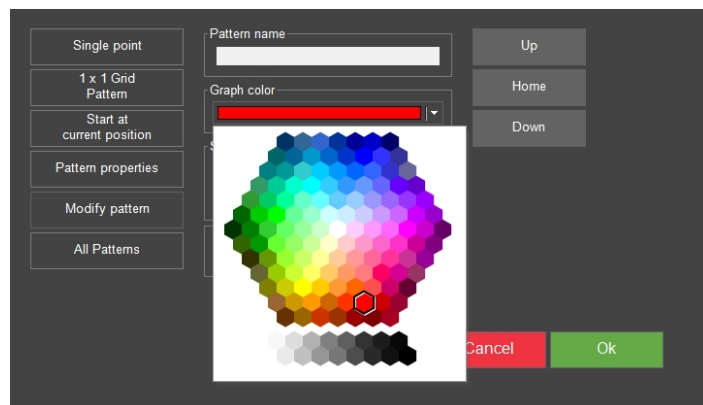 Single point
Pattern name
Up
1 x 1 Grid
Pattern
Graph color
Home
Start at
current position
Down
Pattern properties
Modify pattern
All Patterns
Cancel
Ok